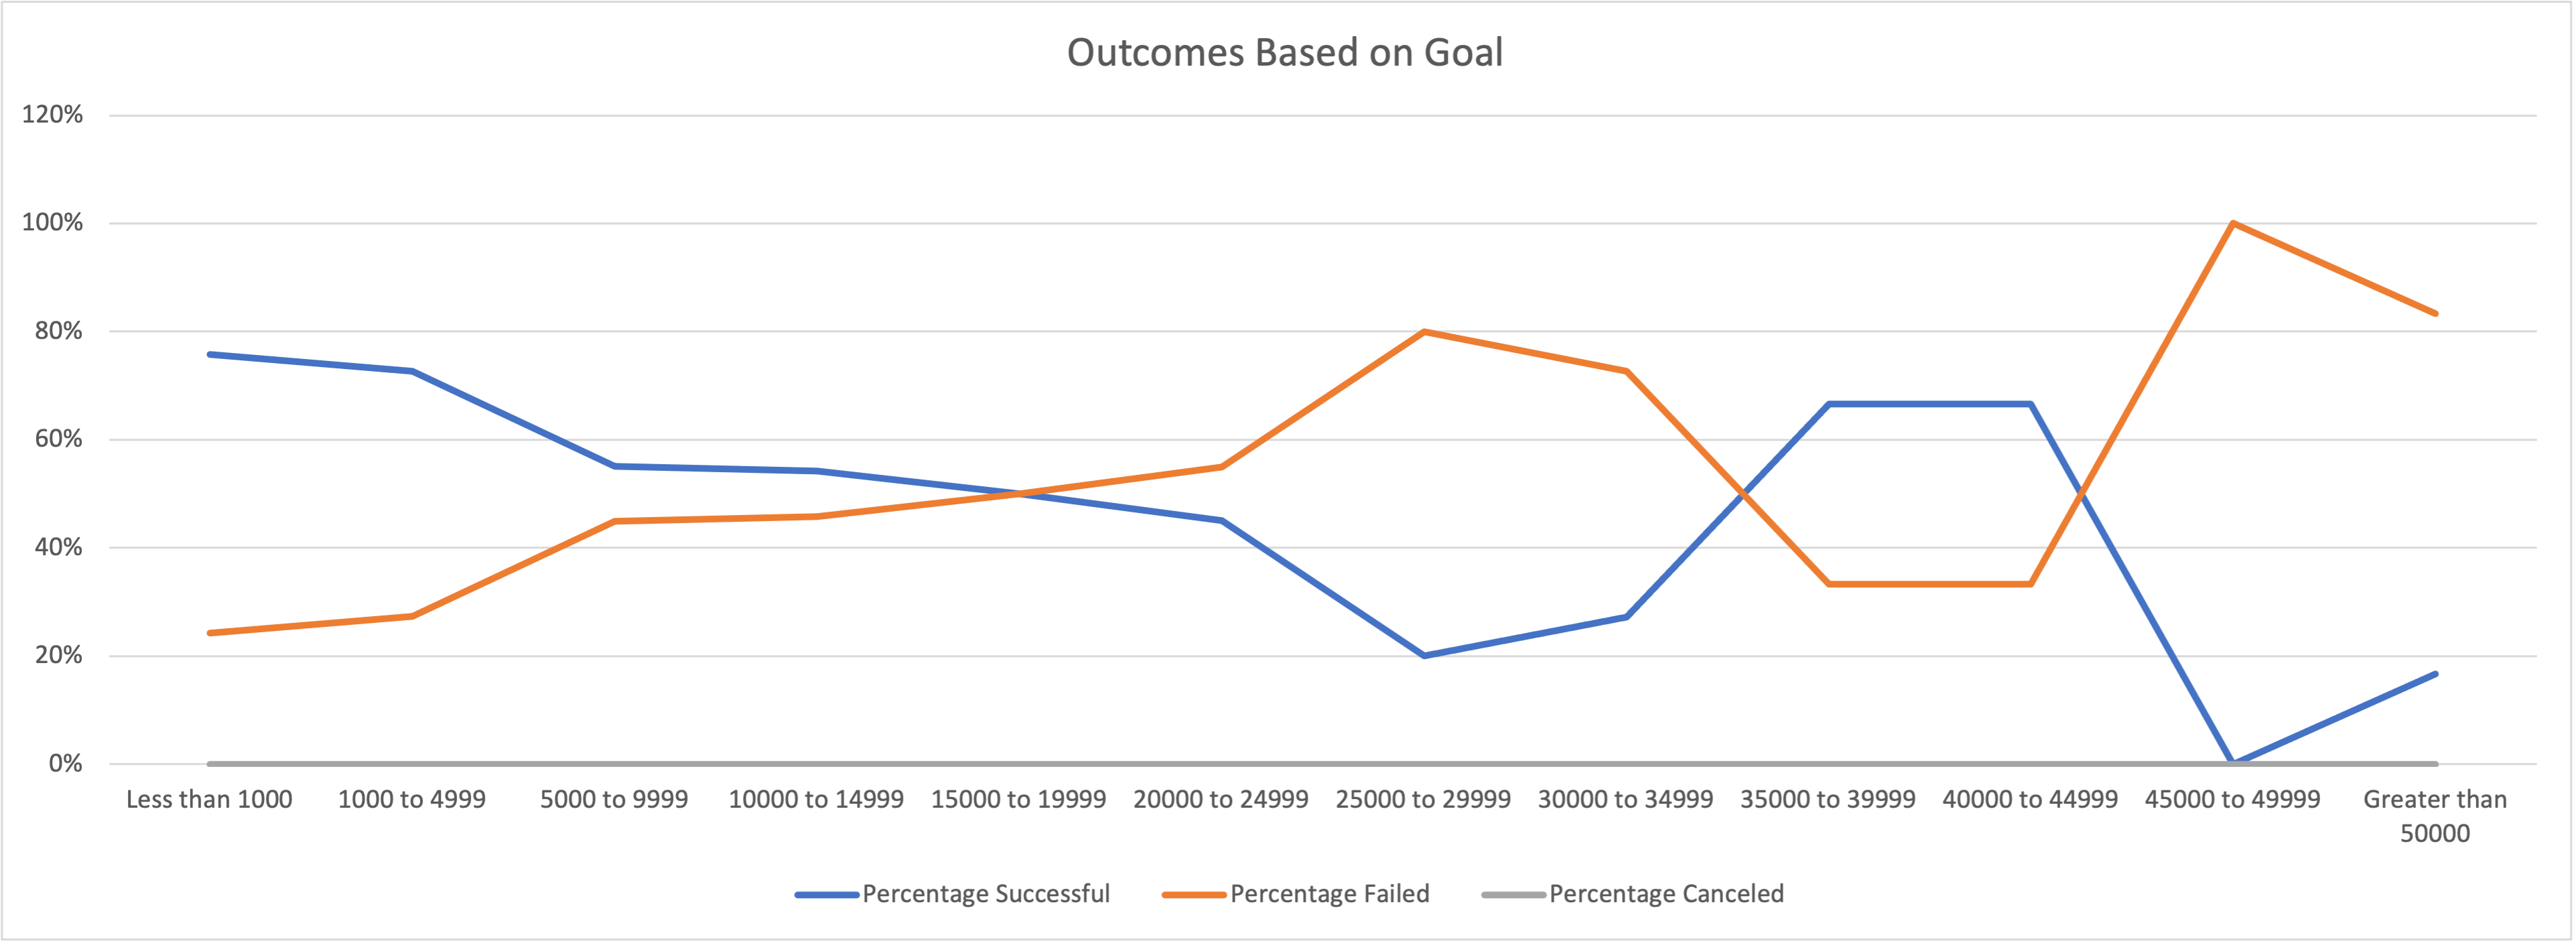 Outcomes Based on Goal
120%
100%
80%
60%
40%
20%
0%
Less than 1000
1000 to 4999
5000 to 9999
10000 to 14999
15000 to 19999
20000 to 24999
25000 to 29999
30000 to 34999
35000 to 39999
40000 to 44999
45000 to 49999
Greater than
50000
Percentage Successful
Percentage Failed
Percentage Canceled